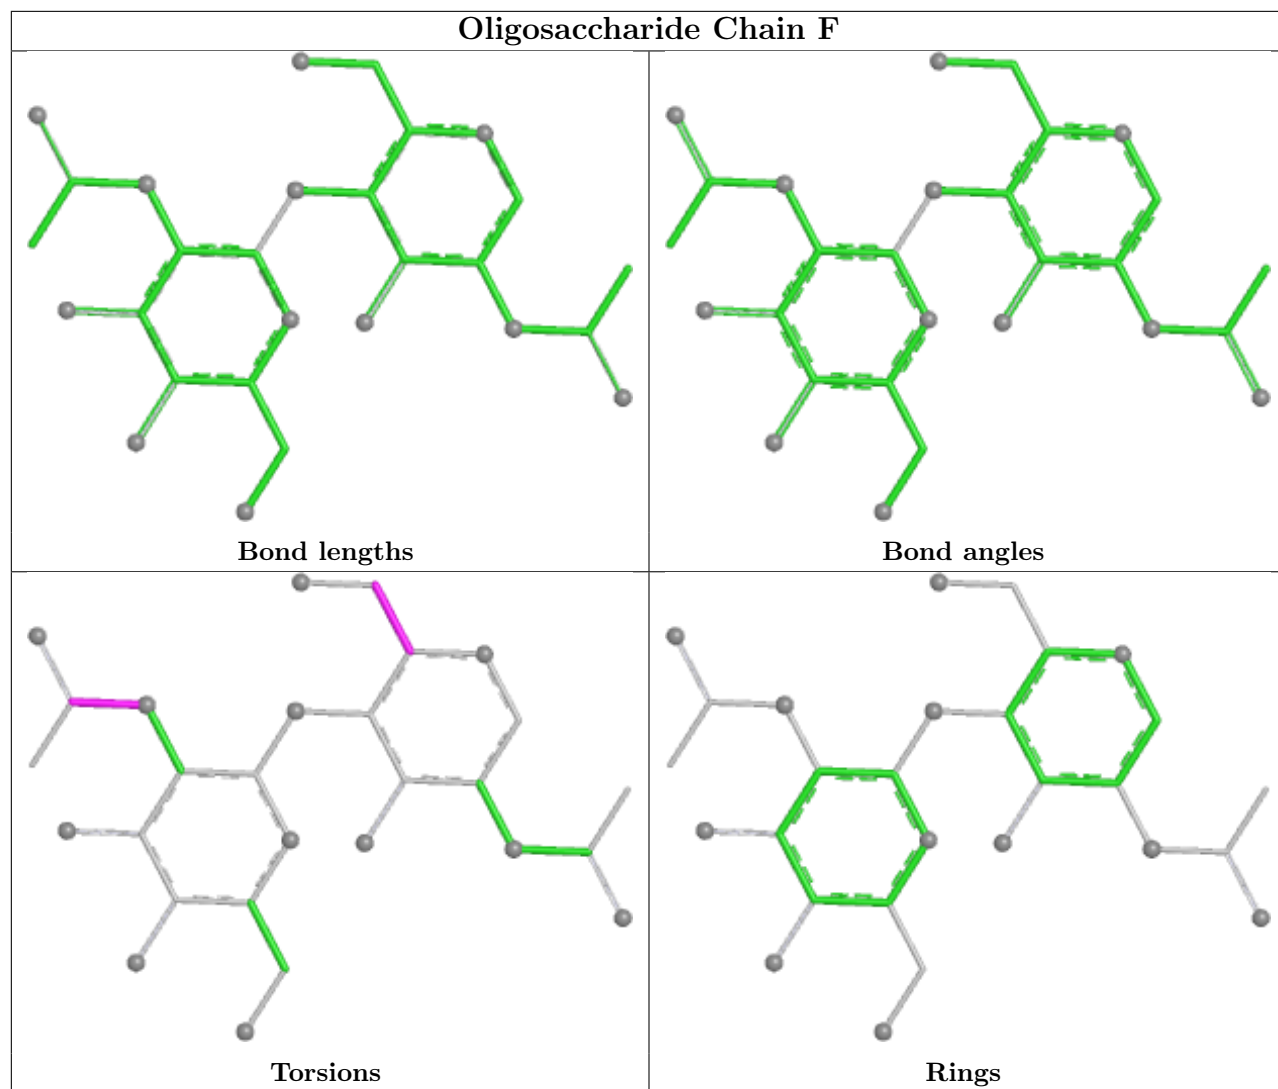 Oligosaccharide Chain F
Bond lengths
Bond angles
Torsions
Rings